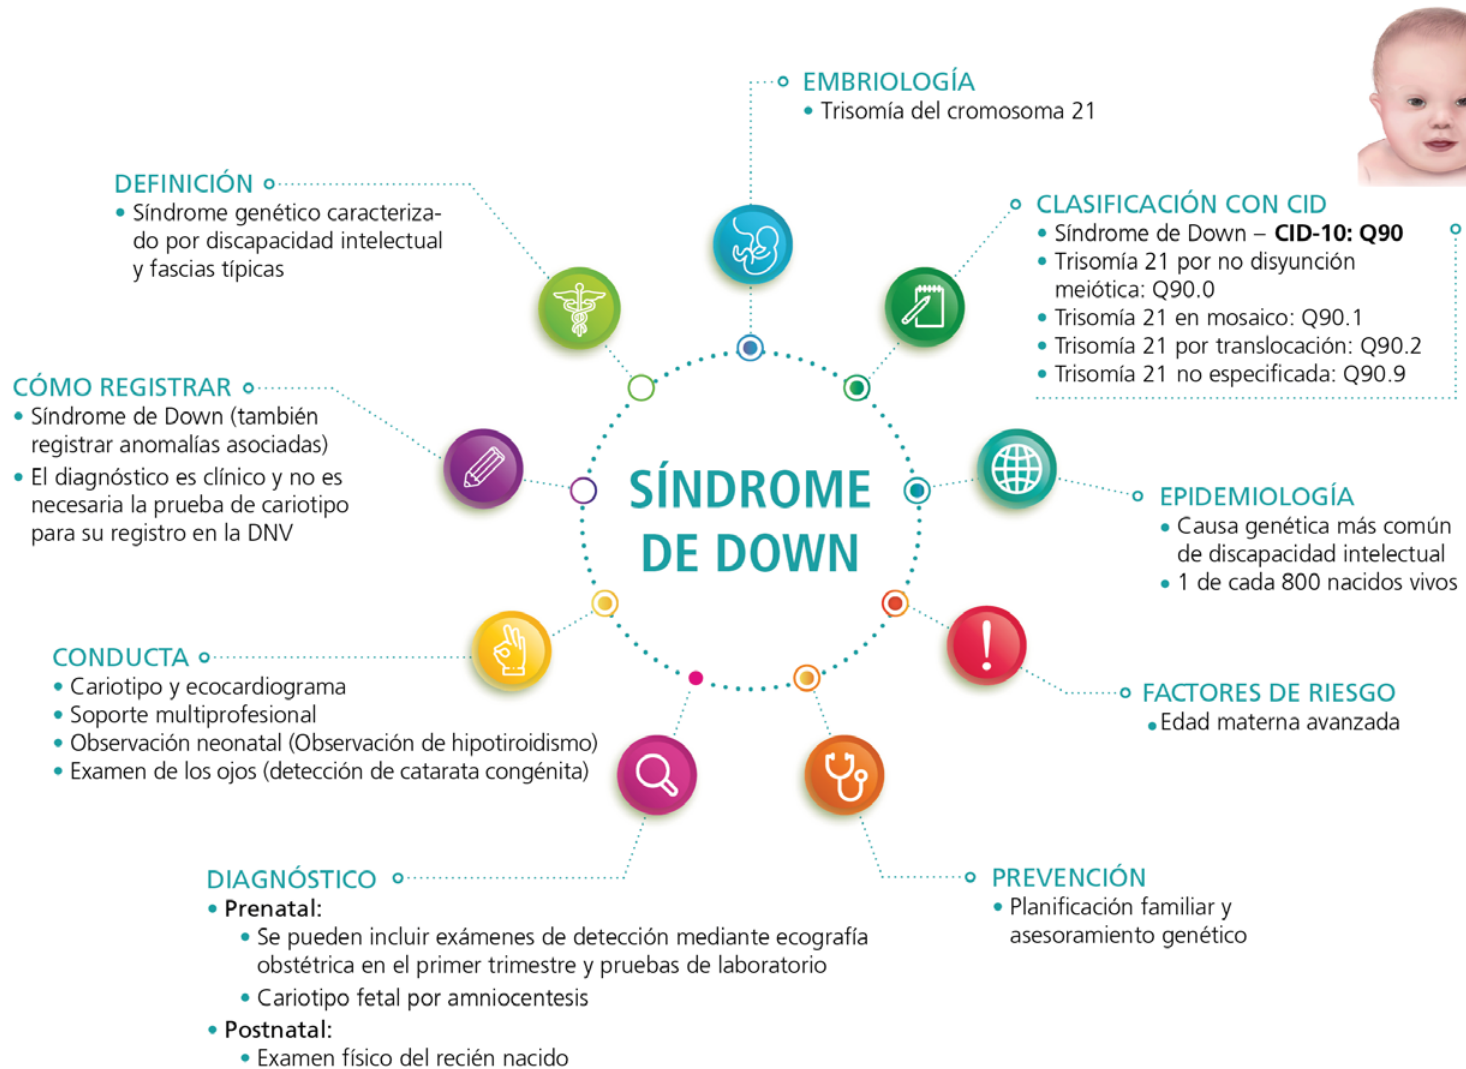 EMBRIOLOGÍA
• Trisomía del cromosoma 21
DEFINICIÓN
• Síndrome genético caracteriza-
do por discapacidad intelectual
y fascias típicas
CLASIFICACIÓN CON CID
• Síndrome de Down – CID-10: Q90
• Trisomía 21 por no disyunción
meiótica: Q90.0
• Trisomía 21 en mosaico: Q90.1
• Trisomía 21 por translocación: Q90.2
• Trisomía 21 no especificada: Q90.9
CÓMO REGISTRAR
• Síndrome de Down (también
registrar anomalías asociadas)
• El diagnóstico es clínico y no es
necesaria la prueba de cariotipo
para su registro en la DNV
SÍNDROME
DE DOWN
EPIDEMIOLOGÍA
• Causa genética más común
de discapacidad intelectual
• 1 de cada 800 nacidos vivos
CONDUCTA
• Cariotipo y ecocardiograma
• Soporte multiprofesional
• Observación neonatal (Observación de hipotiroidismo)
• Examen de los ojos (detección de catarata congénita)
FACTORES DE RIESGO
• Edad materna avanzada
DIAGNÓSTICO
• Prenatal:
• Se pueden incluir exámenes de detección mediante ecografía
obstétrica en el primer trimestre y pruebas de laboratorio
• Cariotipo fetal por amniocentesis
• Postnatal:
• Examen físico del recién nacido
PREVENCIÓN
• Planificación familiar y
asesoramiento genético